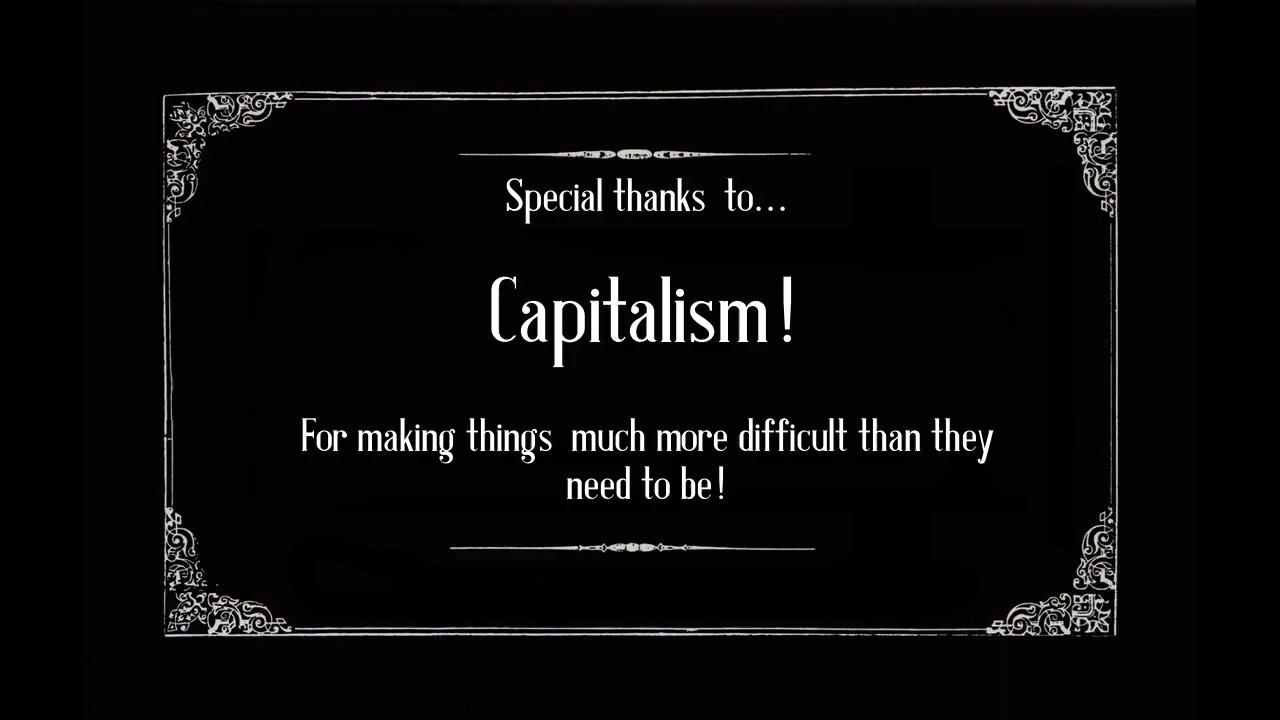 Special thanks to...
Capitalism!
For making things much more difficult than they
need to be!